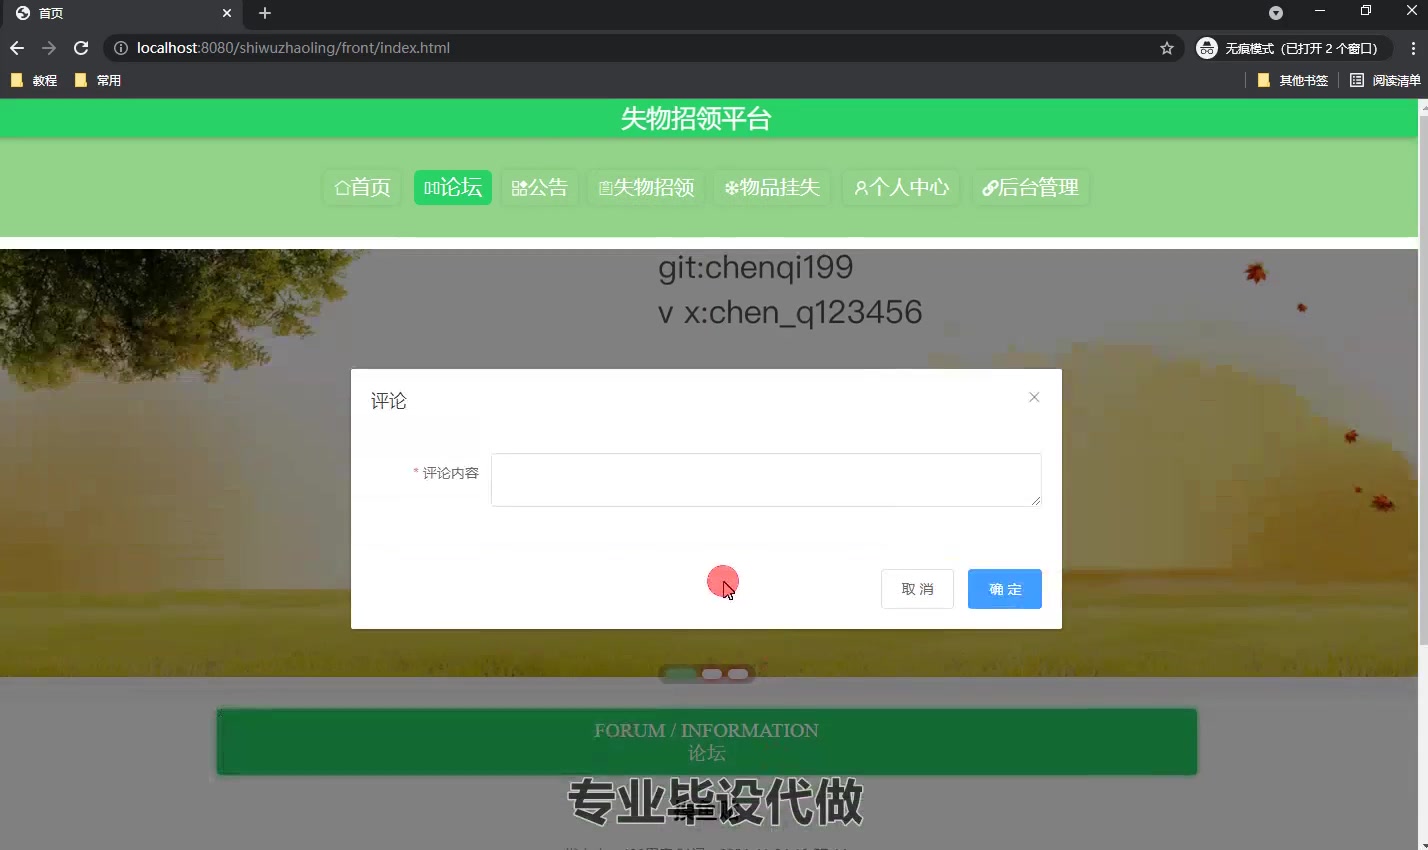 首页
localhost:8080/shiwuzhaoling/front/index.html
无痕模式（已打开 2 个窗口）
教程
常用
其他书签
阅读清单
失物招领平台
首页
论坛
公告
失物招领
物品挂失
个人中心
后台管理
git:chenqi199
v x:chen_q123456
评论
* 评论内容
取 消
确 定
FORUM / INFORMATION
论坛
专业毕设代做